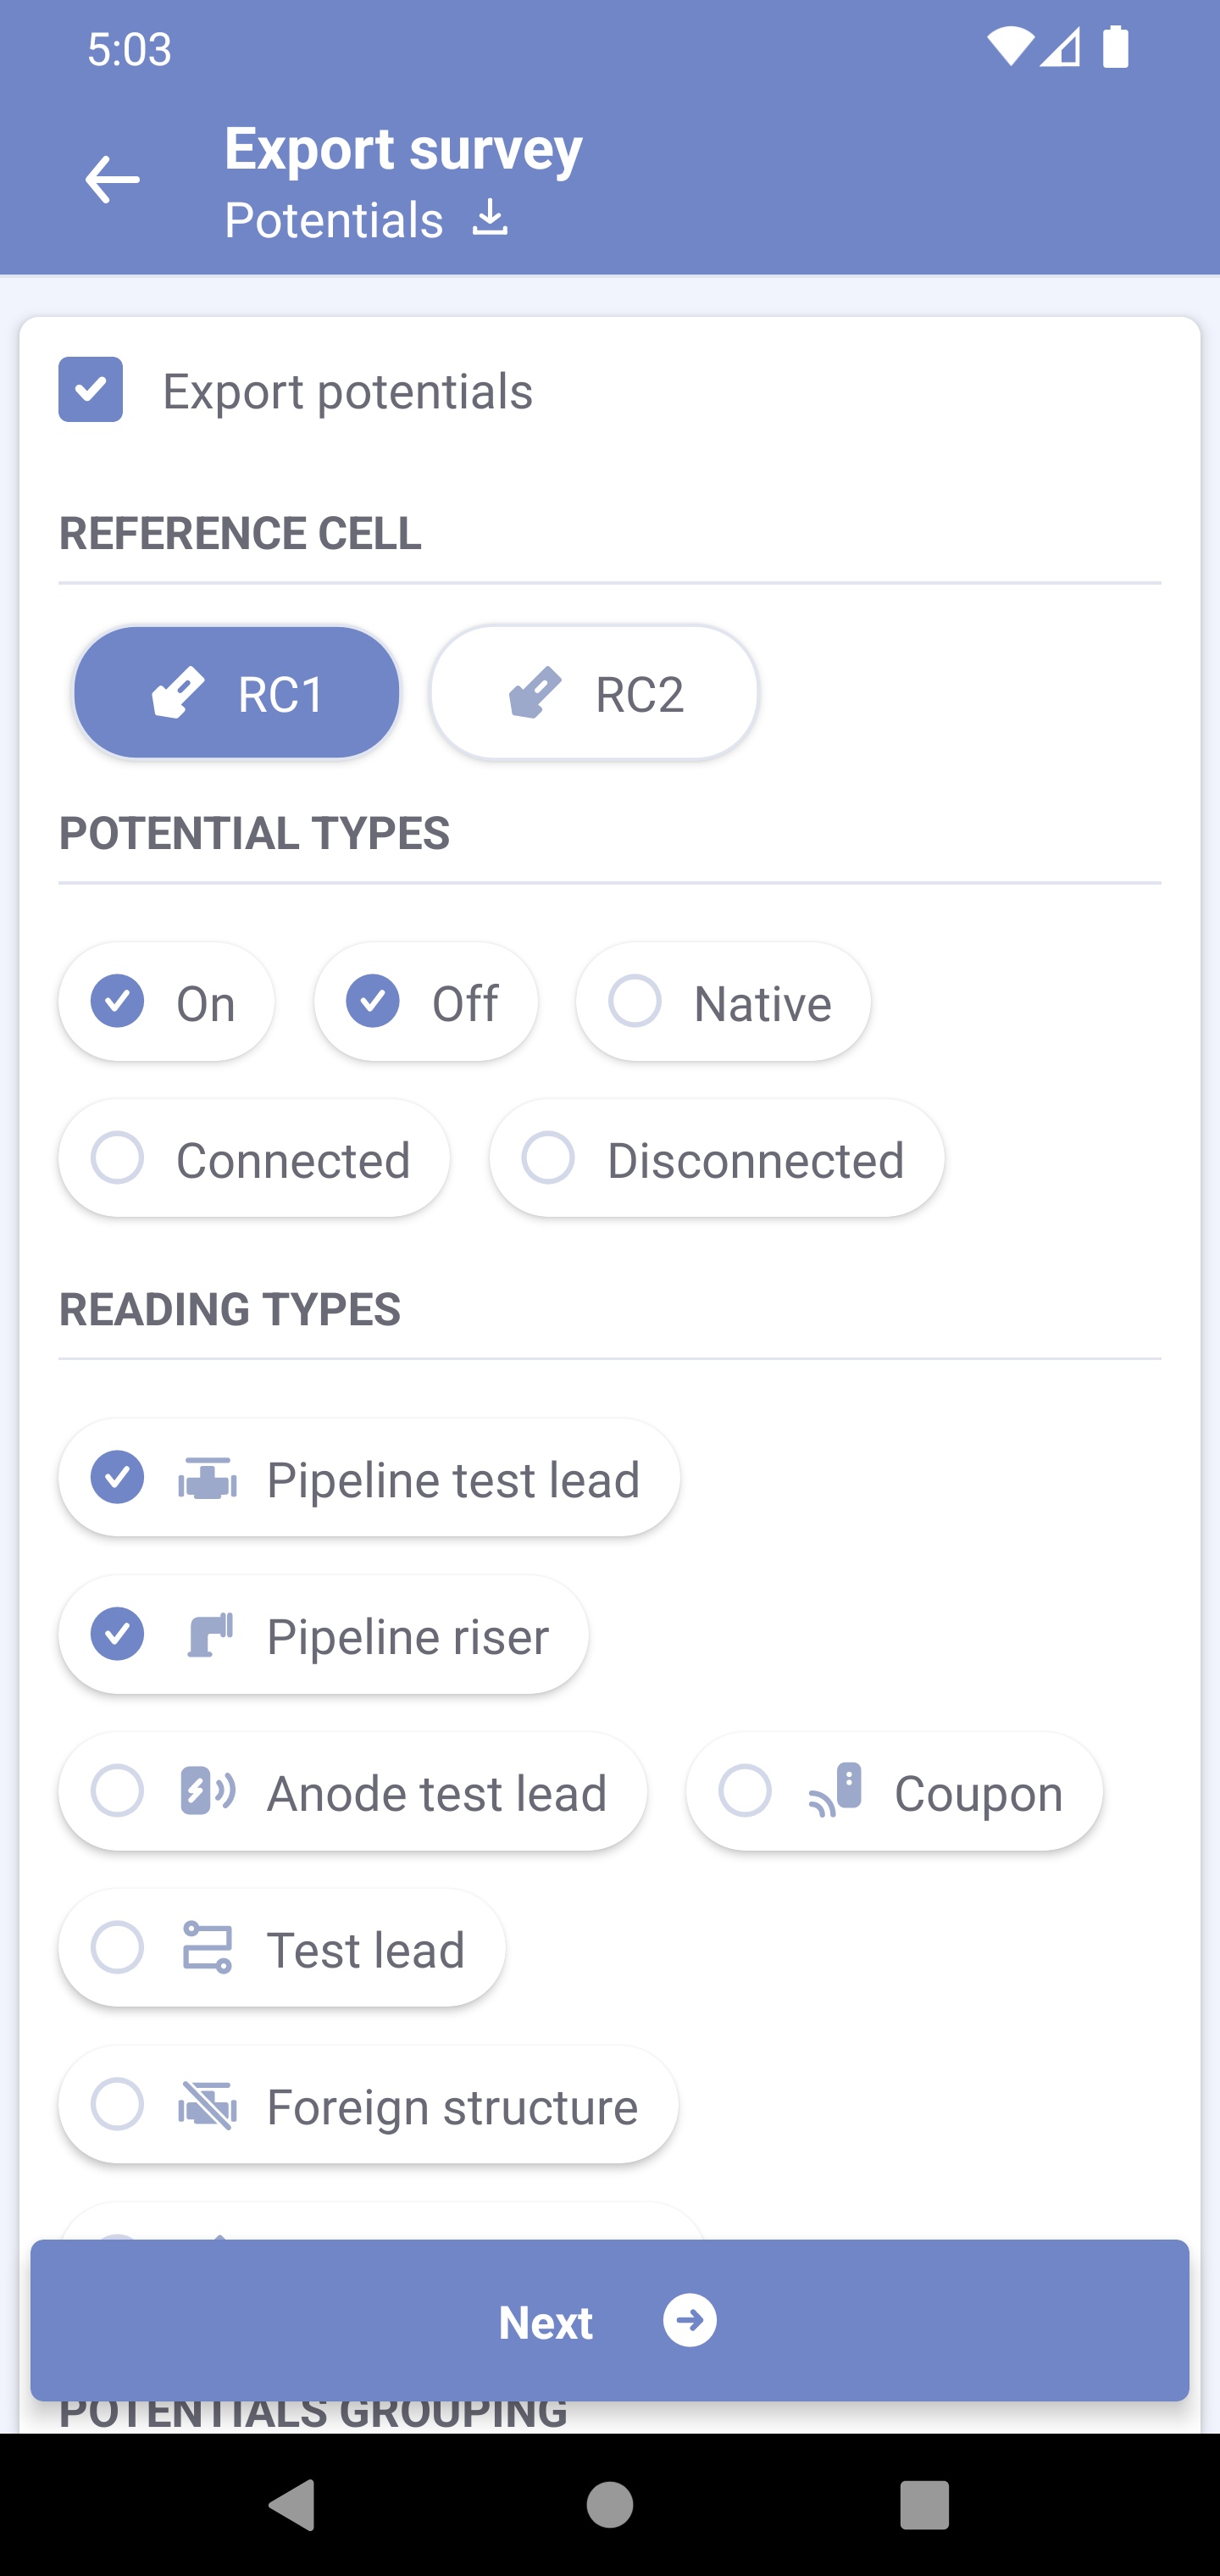 5:03
Export survey
Potentials
Export potentials
REFERENCE CELL
RC1 RC2
POTENTIAL TYPES
On Off Native
Connected Disconnected
READING TYPES
Pipeline test lead
Pipeline riser
Anode test lead Coupon
Test lead
Foreign structure
Next
POTENTIALS GROUPING